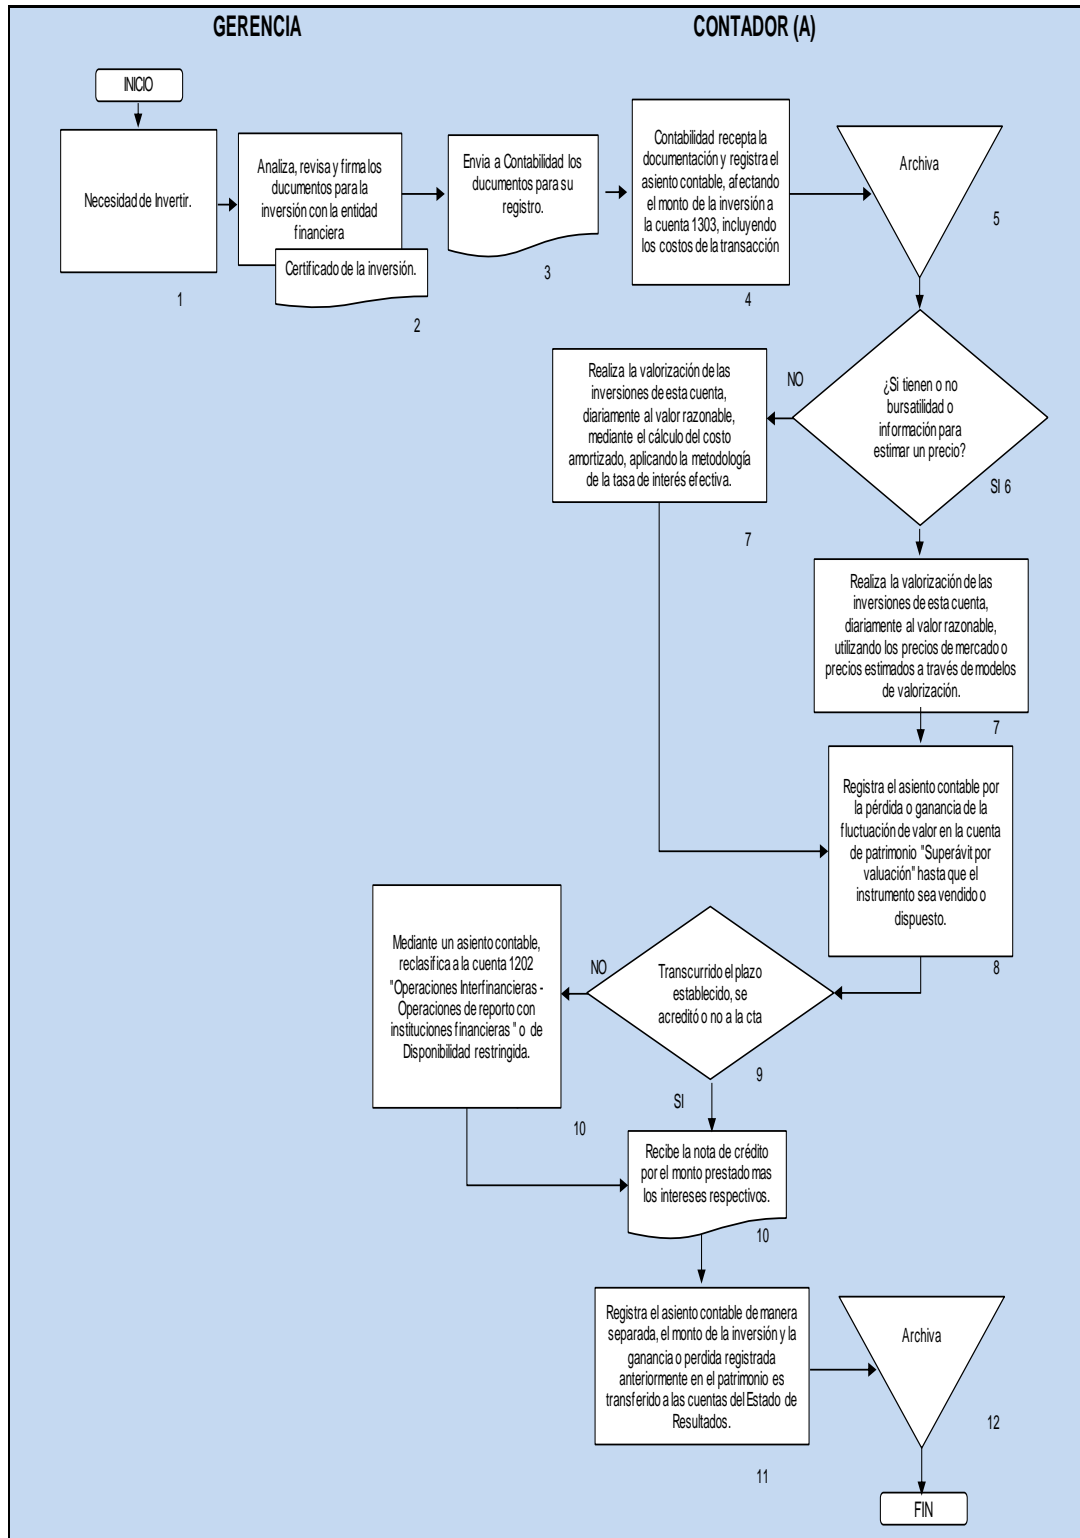 GERENCIA
CONTADOR (A)
INICIO
Necesidad de Invertir.
1
Analiza, revisa y firma los
ducumentos para la
inversión con la entidad
financiera
Certificado de la inversión.
2
Envia a Contabilidad los
ducumentos para su
registro.
3
Contabilidad recepta la
documentación y registra el
asiento contable, afectando
el monto de la inversión a
la cuenta 1303, incluyendo
los costos de la transacción
4
Archiva
5
¿Si tienen o no
bursatilidad o
información para
estimar un precio?
NO
SI 6
Realiza la valorización de las
inversiones de esta cuenta,
diariamente al valor razonable,
mediante el cálculo del costo
amortizado, aplicando la metodología
de la tasa de interés efectiva.
7
Realiza la valorización de las
inversiones de esta cuenta,
diariamente al valor razonable,
utilizando los precios de mercado o
precios estimados a través de modelos
de valorización.
7
Registra el asiento contable por
la pérdida o ganancia de la
fluctuación de valor en la cuenta
de patrimonio "Superávit por
valuación" hasta que el
instrumento sea vendido o
dispuesto.
8
Transcurrido el plazo
establecido, se
acreditó o no a la cta
9
NO
SI
Mediante un asiento contable,
reclasifica a la cuenta 1202
"Operaciones Interfinancieras -
Operaciones de reporto con
instituciones financieras " o de
Disponibilidad restringida.
10
Recibe la nota de crédito
por el monto prestado mas
los intereses respectivos.
10
Registra el asiento contable de manera
separada, el monto de la inversión y la
ganancia o perdida registrada
anteriormente en el patrimonio es
transferido a las cuentas del Estado de
Resultados.
11
Archiva
12
FIN